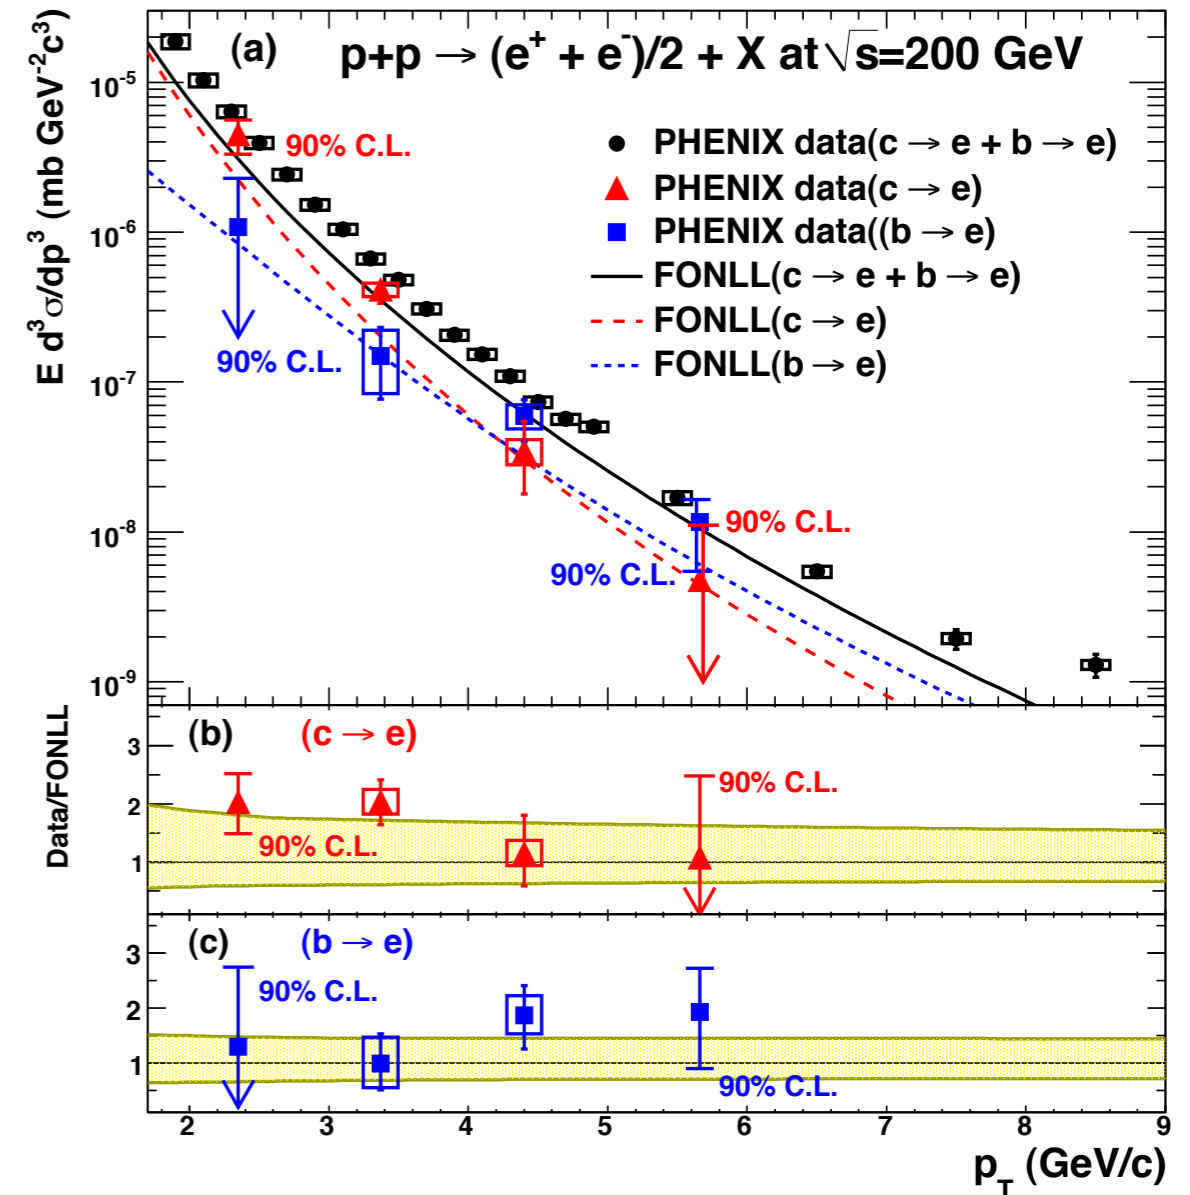 (a) p+p → (e⁺ + e⁻)/2 + X at √s=200 GeV
E d³σ/dp³ (mb GeV⁻²c³)
10⁻⁵
10⁻⁶
10⁻⁷
10⁻⁸
10⁻⁹
PHENIX data(c → e + b → e)
PHENIX data(c → e)
PHENIX data((b → e)
FONLL(c → e + b → e)
FONLL(c → e)
FONLL(b → e)
90% C.L.
90% C.L.
90% C.L.
90% C.L.
Data/FONLL
(b) (c → e)
3
2
1
90% C.L.
90% C.L.
(c) (b → e)
3
2
1
90% C.L.
90% C.L.
2 3 4 5 6 7 8 9
p_T (GeV/c)